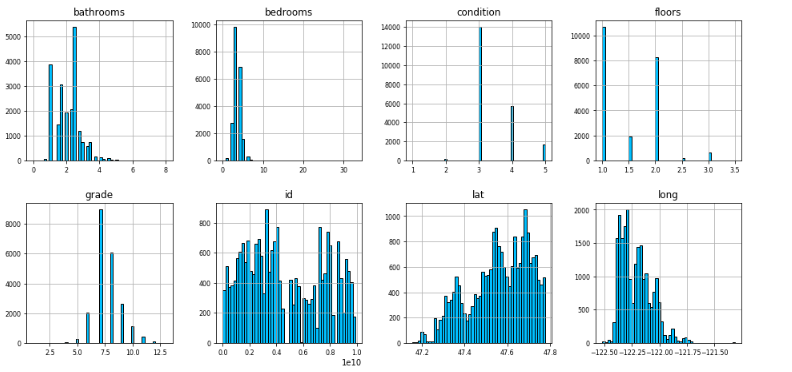 bathrooms
5000
4000
3000
2000
1000
0
0 2 4 6 8
bedrooms
10000
8000
6000
4000
2000
0
0 10 20 30
condition
14000
12000
10000
8000
6000
4000
2000
0
1 2 3 4 5
floors
10000
8000
6000
4000
2000
0
1.0 1.5 2.0 2.5 3.0 3.5
grade
8000
6000
4000
2000
0
2.5 5.0 7.5 10.0 12.5
id
800
600
400
200
0
0.0 0.2 0.4 0.6 0.8 1.0
1e10
lat
1000
800
600
400
200
0
47.2 47.4 47.6 47.8
long
2000
1500
1000
500
0
−122.50 −122.25 −122.00 −121.75 −121.50